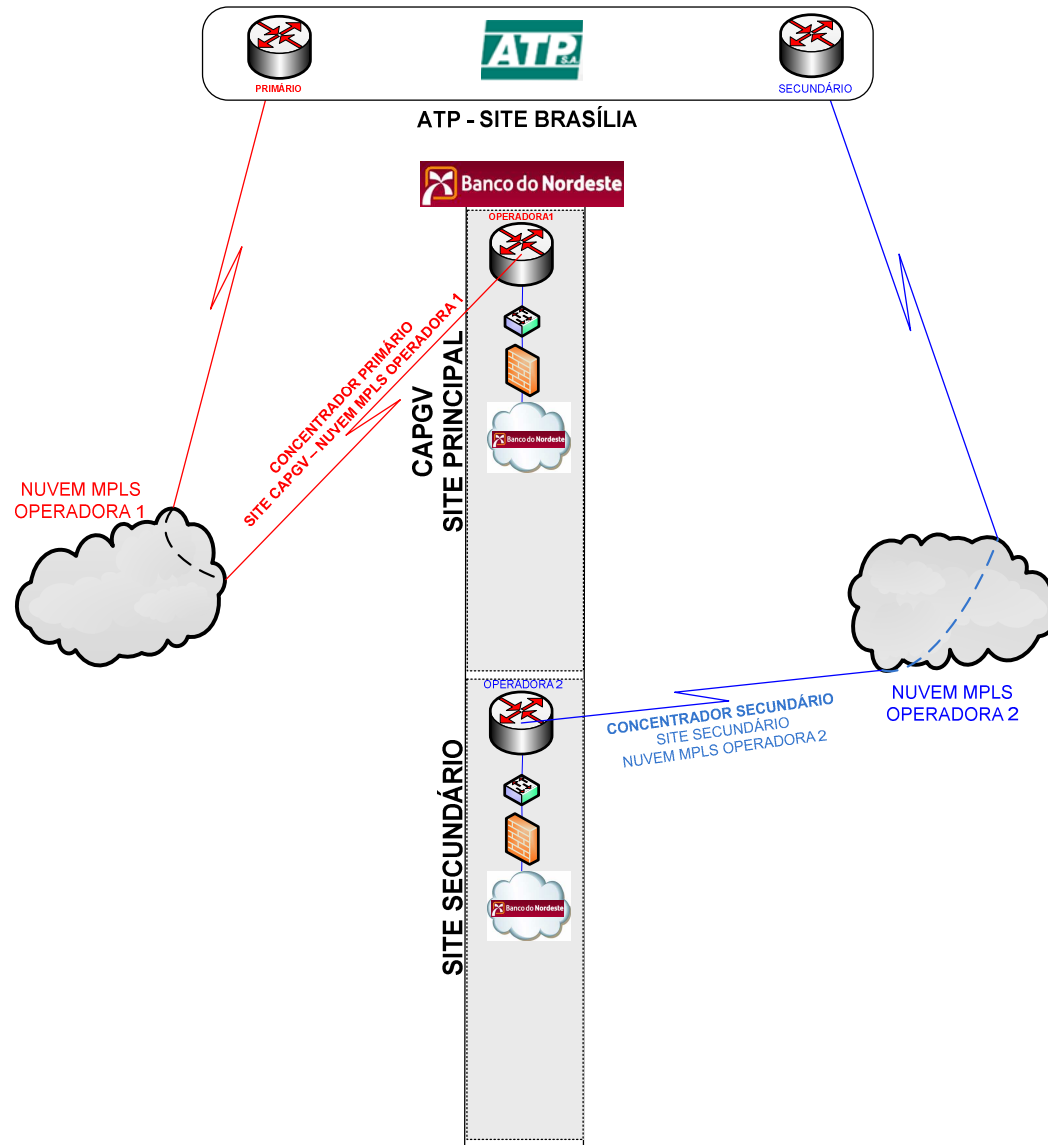 ATP S.A.
PRIMÁRIO
SECUNDÁRIO
ATP - SITE BRASÍLIA
Banco do Nordeste
OPERADORA1
CONCENTRADOR PRIMÁRIO
SITE CAPGV – NUVEM MPLS OPERADORA 1
CAPGV
SITE PRINCIPAL
Banco do Nordeste
NUVEM MPLS
OPERADORA 1
OPERADORA 2
CONCENTRADOR SECUNDÁRIO
SITE SECUNDÁRIO
NUVEM MPLS OPERADORA 2
NUVEM MPLS
OPERADORA 2
SITE SECUNDÁRIO
Banco do Nordeste